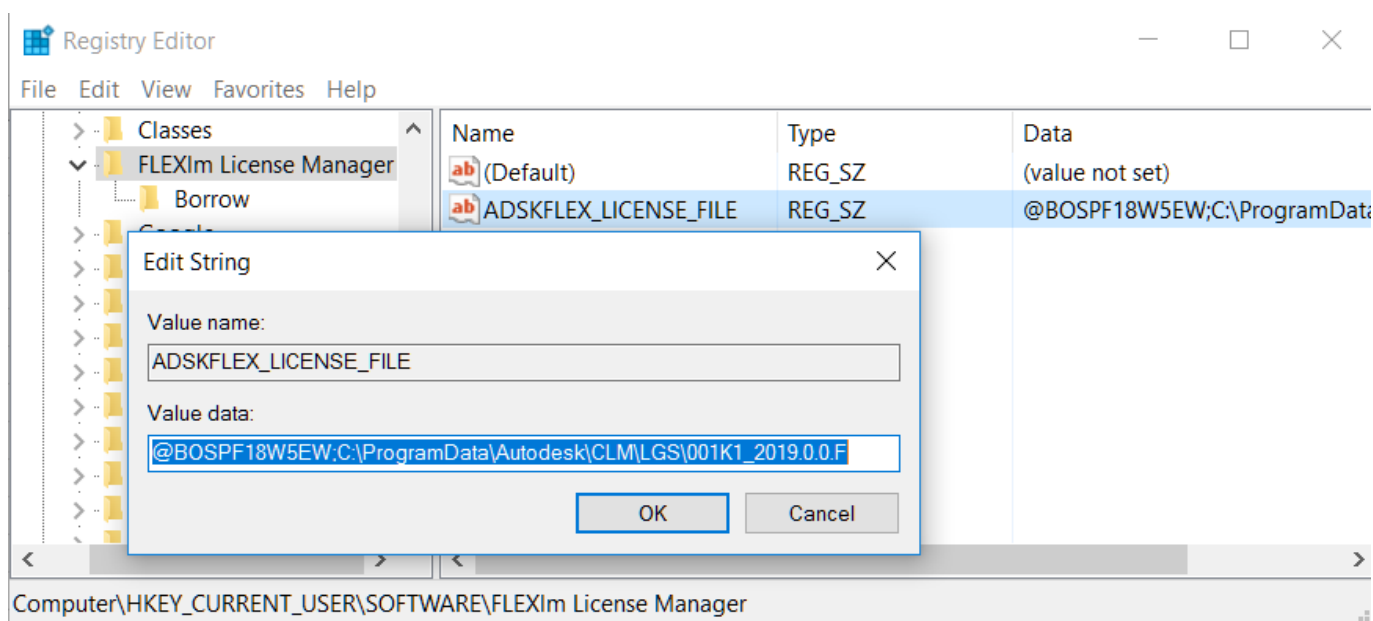 Registry Editor
File Edit View Favorites Help
Classes
FLEXlm License Manager
Borrow
Google
Name Type Data
(Default) REG_SZ (value not set)
ADSKFLEX_LICENSE_FILE REG_SZ @BOSPF18W5EW;C:\ProgramData
Edit String
Value name:
ADSKFLEX_LICENSE_FILE
Value data:
@BOSPF18W5EW;C:\ProgramData\Autodesk\CLM\LGS\001K1_2019.0.0.F
OK Cancel
Computer\HKEY_CURRENT_USER\SOFTWARE\FLEXlm License Manager